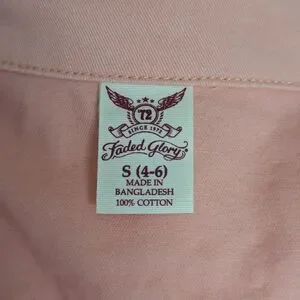 72
SINCE 1972
Faded Glory®
S (4-6)
MADE IN
BANGLADESH
100% COTTON